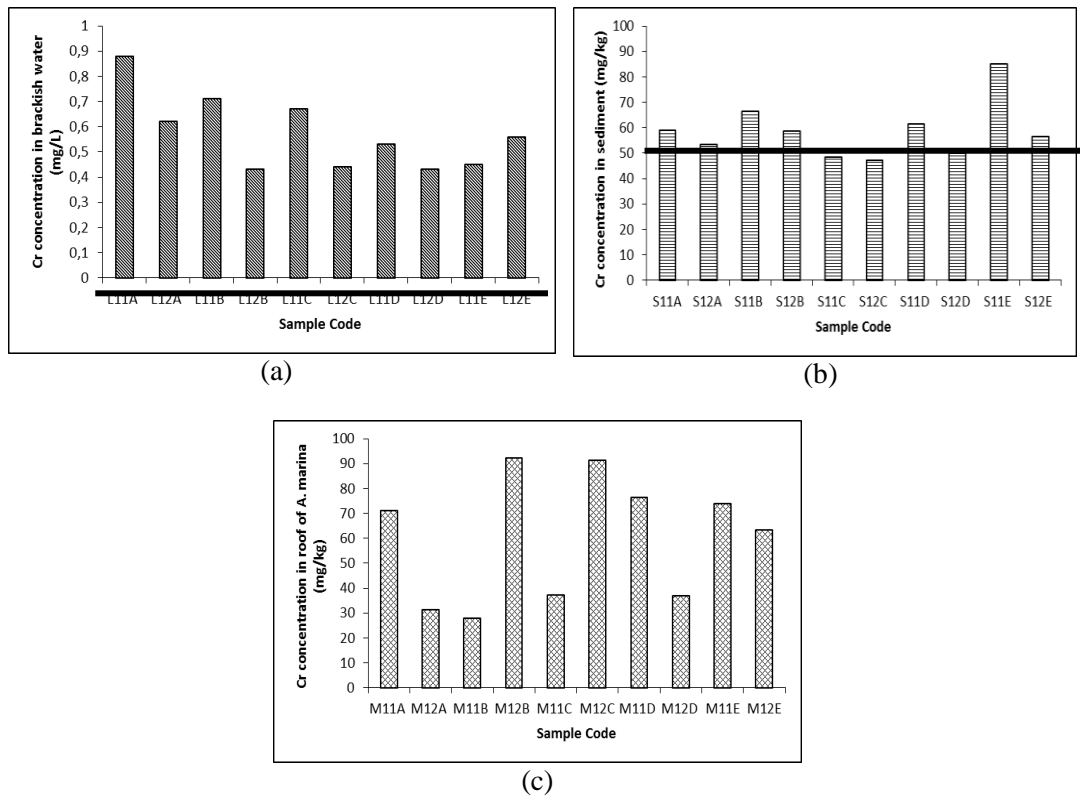 Cr concentration in brackish water
(mg/L)
1
0,9
0,8
0,7
0,6
0,5
0,4
0,3
0,2
0,1
0
L11A L12A L11B L12B L11C L12C L11D L12D L11E L12E
Sample Code
(a)
Cr concentration in sediment (mg/kg)
100
90
80
70
60
50
40
30
20
10
0
S11A S12A S11B S12B S11C S12C S11D S12D S11E S12E
Sample Code
(b)
Cr concentration in roof of A. marina
(mg/kg)
100
90
80
70
60
50
40
30
20
10
0
M11A M12A M11B M12B M11C M12C M11D M12D M11E M12E
Sample Code
(c)